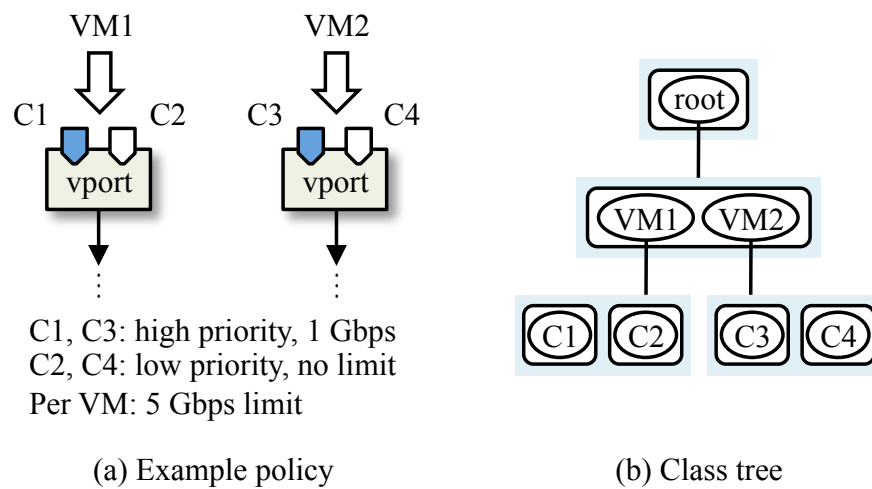 VM1 VM2
C1 C2 C3 C4
vport vport
C1, C3: high priority, 1 Gbps
C2, C4: low priority, no limit
Per VM: 5 Gbps limit
(a) Example policy
root
VM1 VM2
C1 C2 C3 C4
(b) Class tree